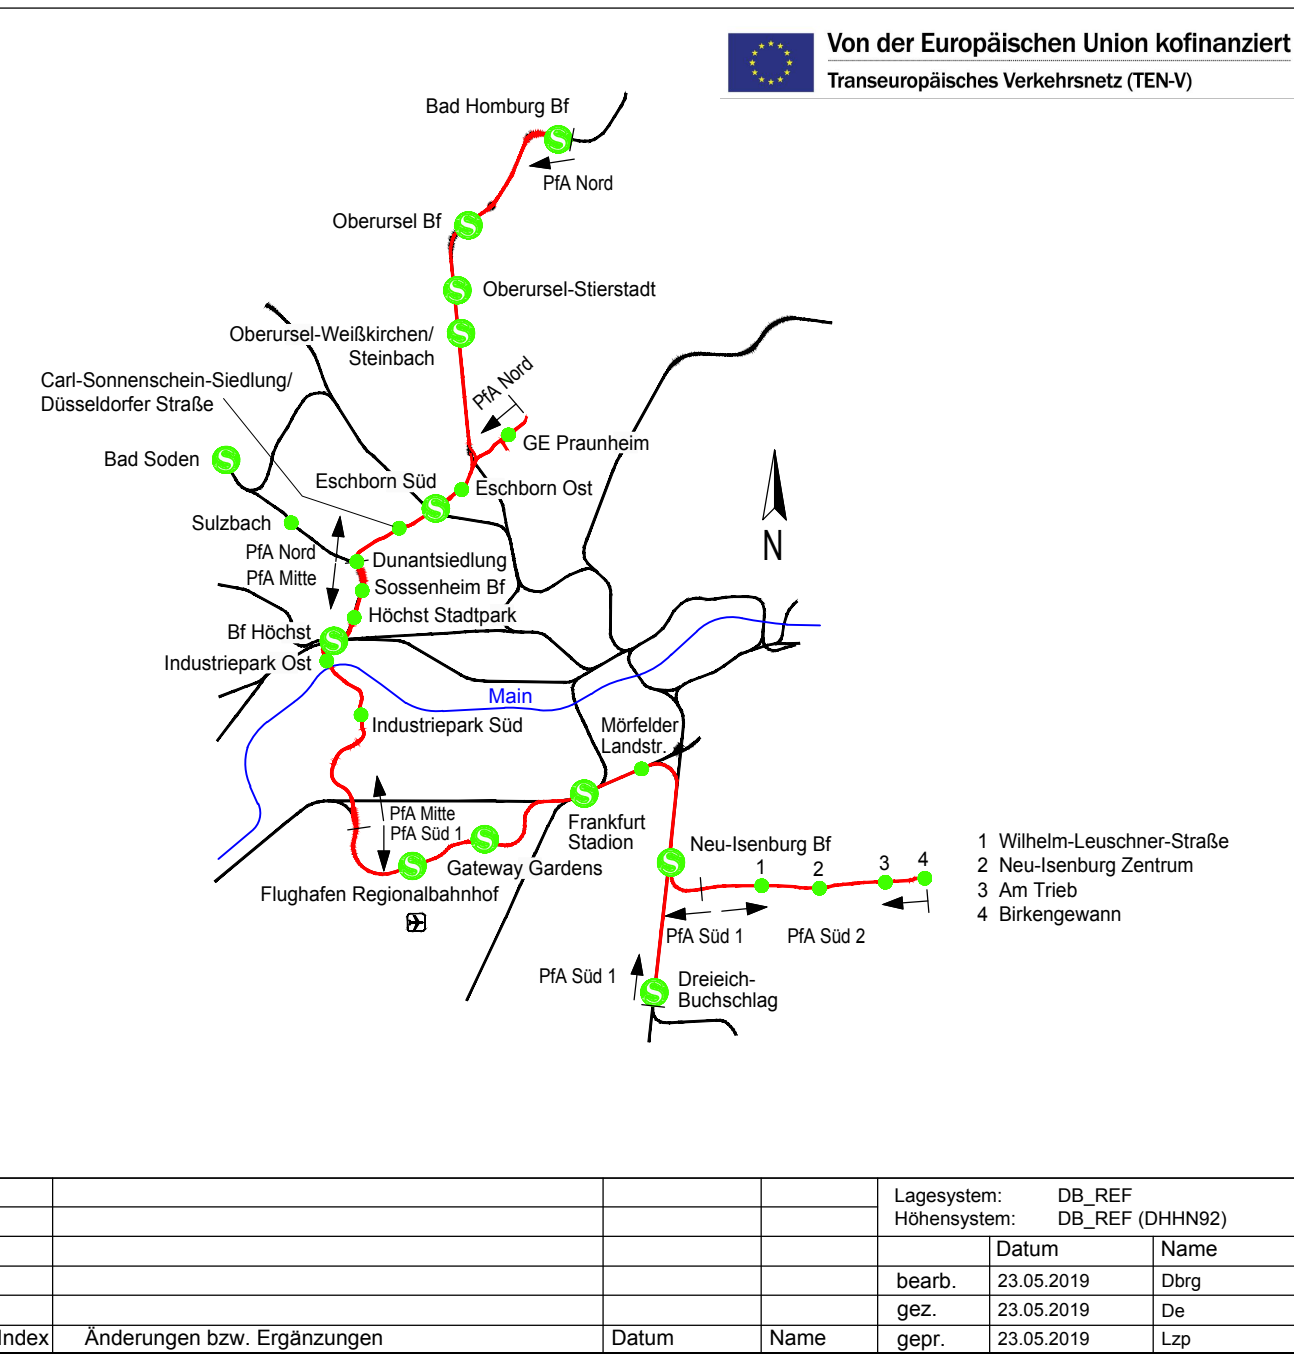 Von der Europäischen Union kofinanziert
Transeuropäisches Verkehrsnetz (TEN-V)
Bad Homburg Bf
PfA Nord
Oberursel Bf
Oberursel-Stierstadt
Oberursel-Weißkirchen/
Steinbach
Carl-Sonnenschein-Siedlung/
Düsseldorfer Straße
PfA Nord
GE Praunheim
Bad Soden
Eschborn Süd
Eschborn Ost
Sulzbach
PfA Nord
PfA Mitte
Dunantsiedlung
Sossenheim Bf
Höchst Stadtpark
Bf Höchst
Industriepark Ost
N
Main
Industriepark Süd
Mörfelder
Landstr.
PfA Mitte
PfA Süd 1
Frankfurt
Stadion
Gateway Gardens
Flughafen Regionalbahnhof
Neu-Isenburg Bf
1 2 3 4
1 Wilhelm-Leuschner-Straße
2 Neu-Isenburg Zentrum
3 Am Trieb
4 Birkengewann
PfA Süd 1
PfA Süd 2
PfA Süd 1
Dreieich-
Buchschlag
Lagesystem: DB_REF
Höhensystem: DB_REF (DHHN92)
Datum Name
bearb. 23.05.2019 Dbrg
gez. 23.05.2019 De
Index Änderungen bzw. Ergänzungen Datum Name gepr. 23.05.2019 Lzp